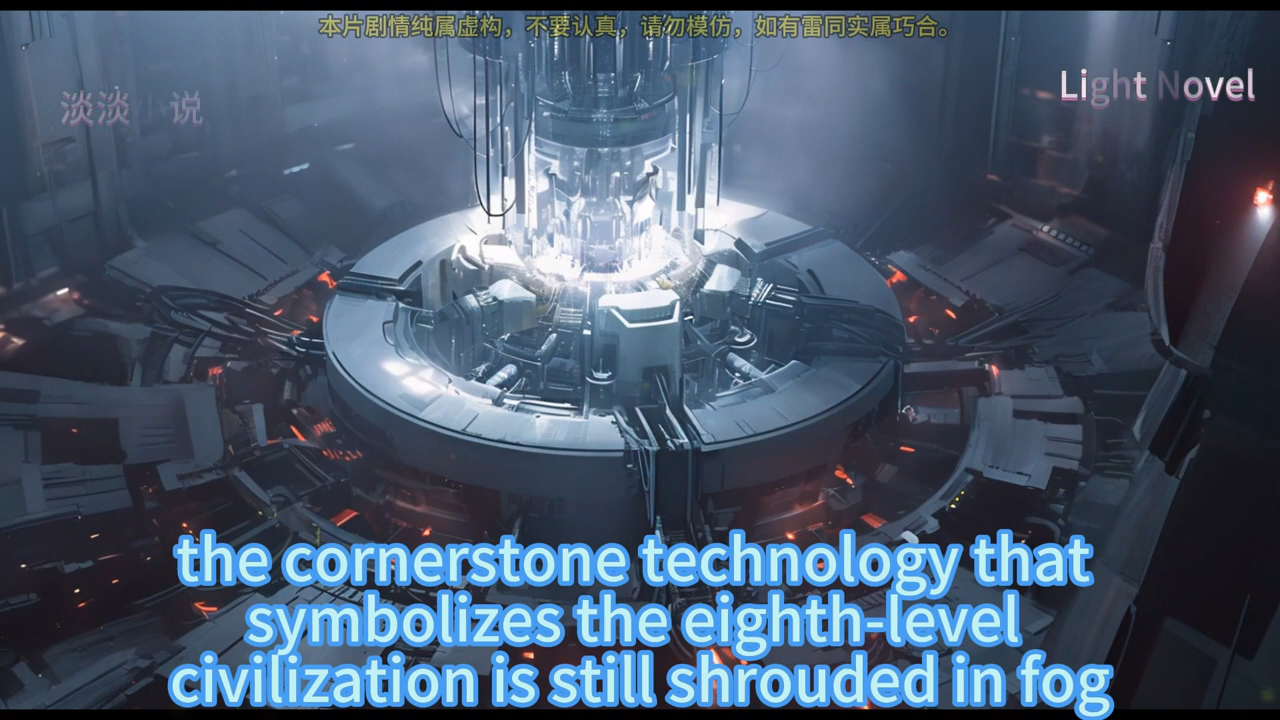 本片剧情纯属虚构，不要认真，请勿模仿，如有雷同实属巧合。
Light Novel
淡淡小说
the cornerstone technology that
symbolizes the eighth-level
civilization is still shrouded in fog